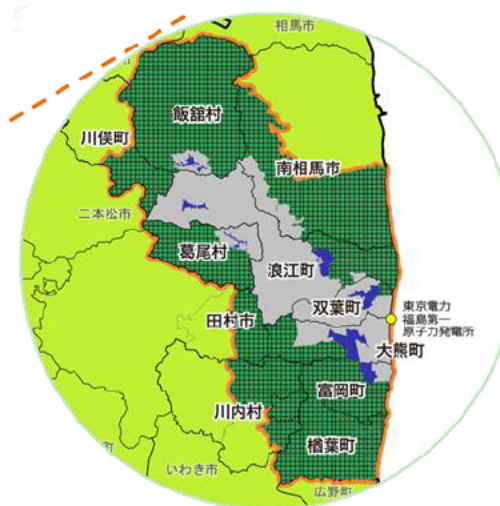 相馬市
飯舘村
川俣町
南相馬市
二本松市
葛尾村
浪江町
双葉町
東京電力
福島第一
原子力発電所
田村市
大熊町
富岡町
川内村
楢葉町
いわき市
広野町